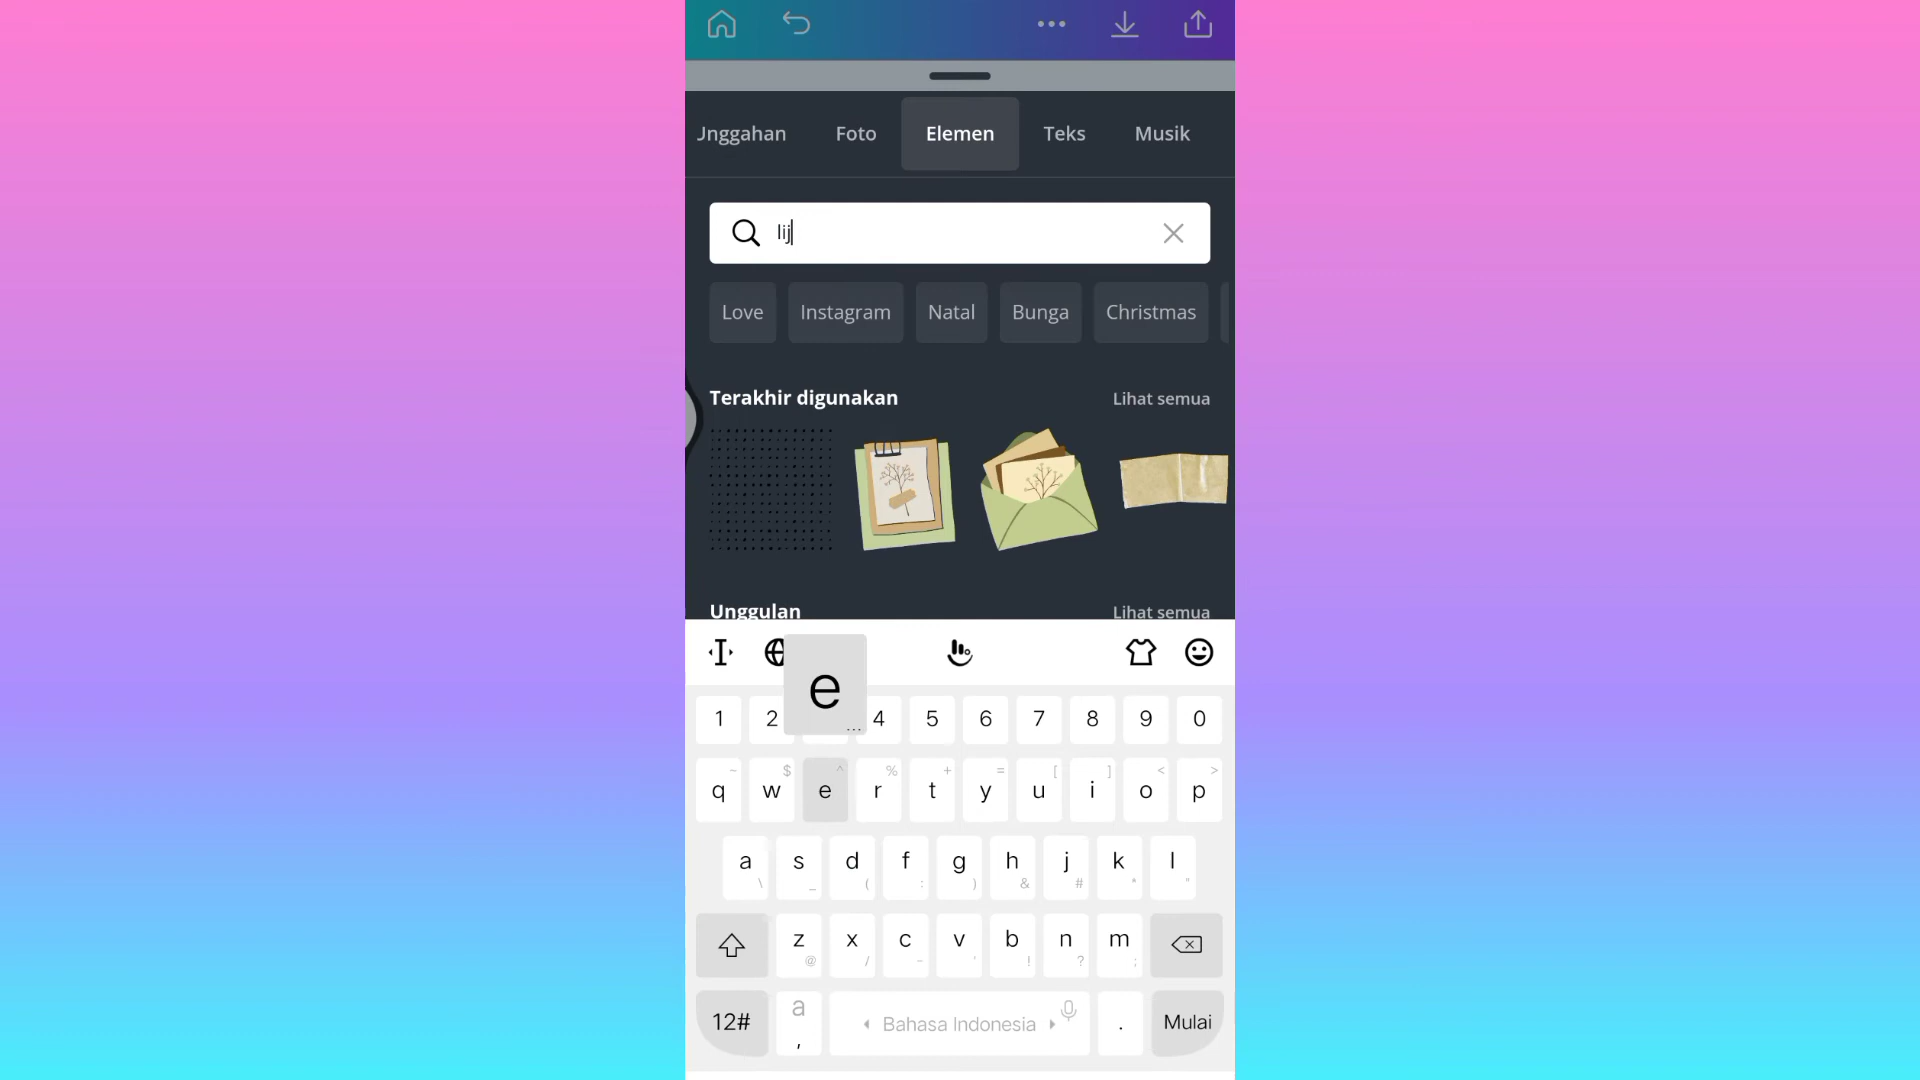 Unggahan Foto Elemen Teks Musik
lij
Love Instagram Natal Bunga Christmas
Terakhir digunakan Lihat semua
Unggulan Lihat semua
e
...
1 2 4 5 6 7 8 9 0
~ $ ^ % + = [ ] < >
q w e r t y u i o p
a s d f g h j k l
\ _ ( : ) & # * "
z x c v b n m
@ / - ' ! ? ;
12# a , Bahasa Indonesia . Mulai